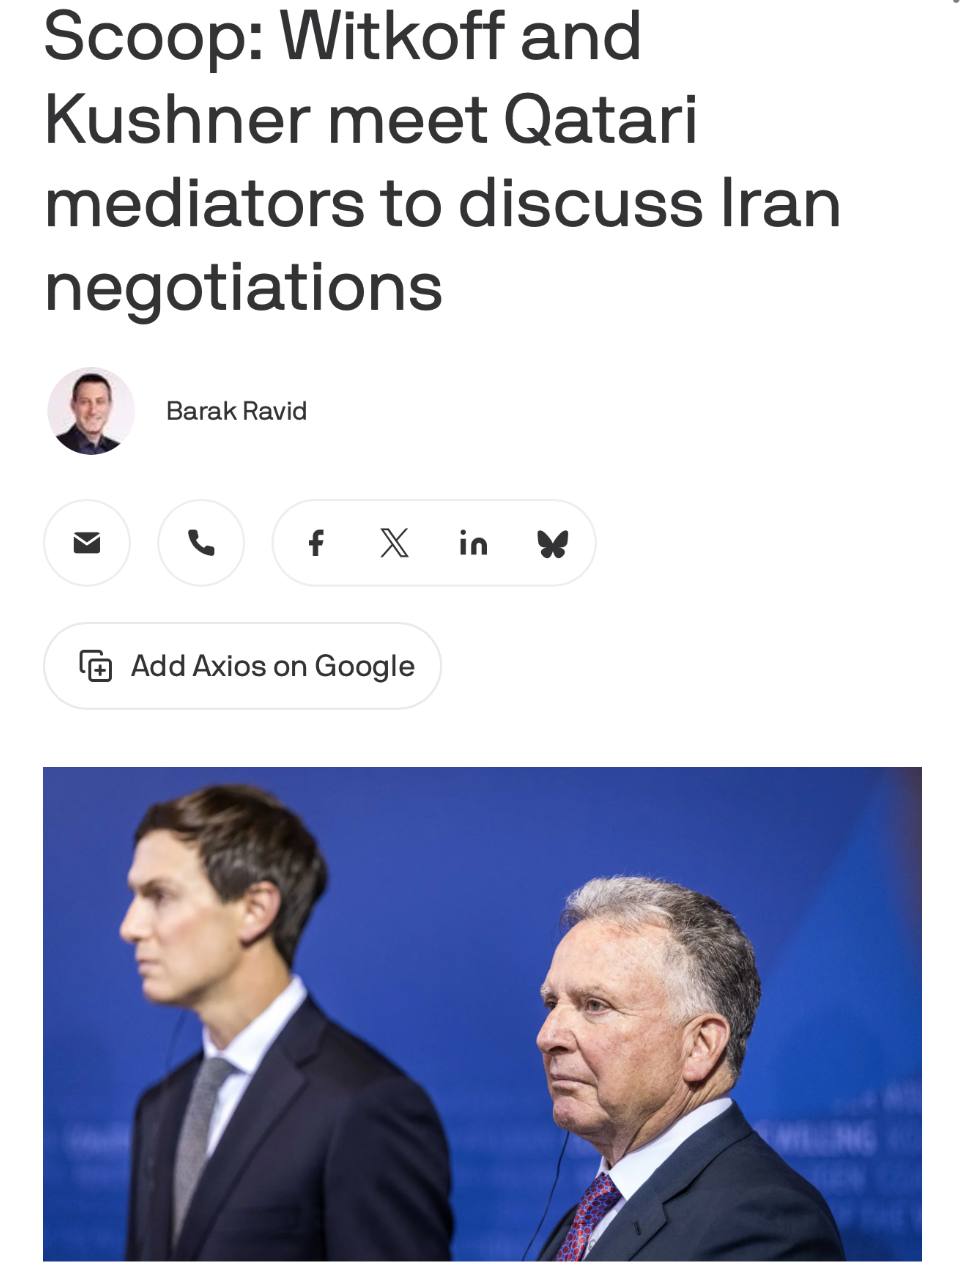 Scoop: Witkoff and
Kushner meet Qatari
mediators to discuss Iran
negotiations
Barak Ravid
Add Axios on Google